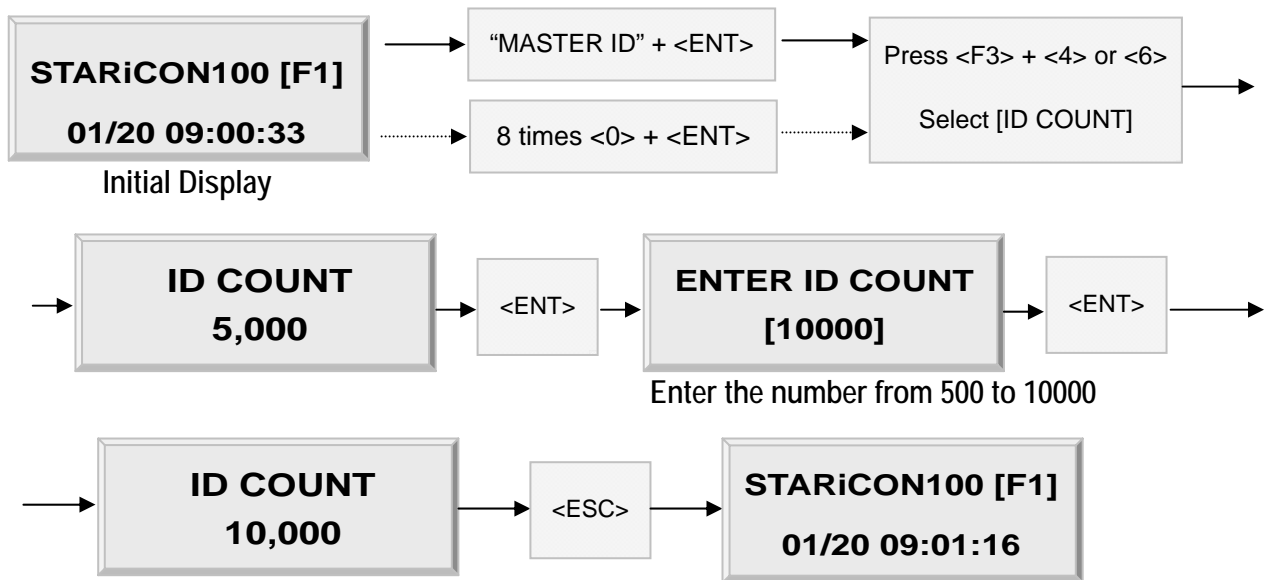 STARiCON100 [F1]
01/20 09:00:33
Initial Display
“MASTER ID” + <ENT>
8 times <0> + <ENT>
Press <F3> + <4> or <6>
Select [ID COUNT]
ID COUNT
5,000
<ENT>
ENTER ID COUNT
[10000]
Enter the number from 500 to 10000
<ENT>
ID COUNT
10,000
<ESC>
STARiCON100 [F1]
01/20 09:01:16